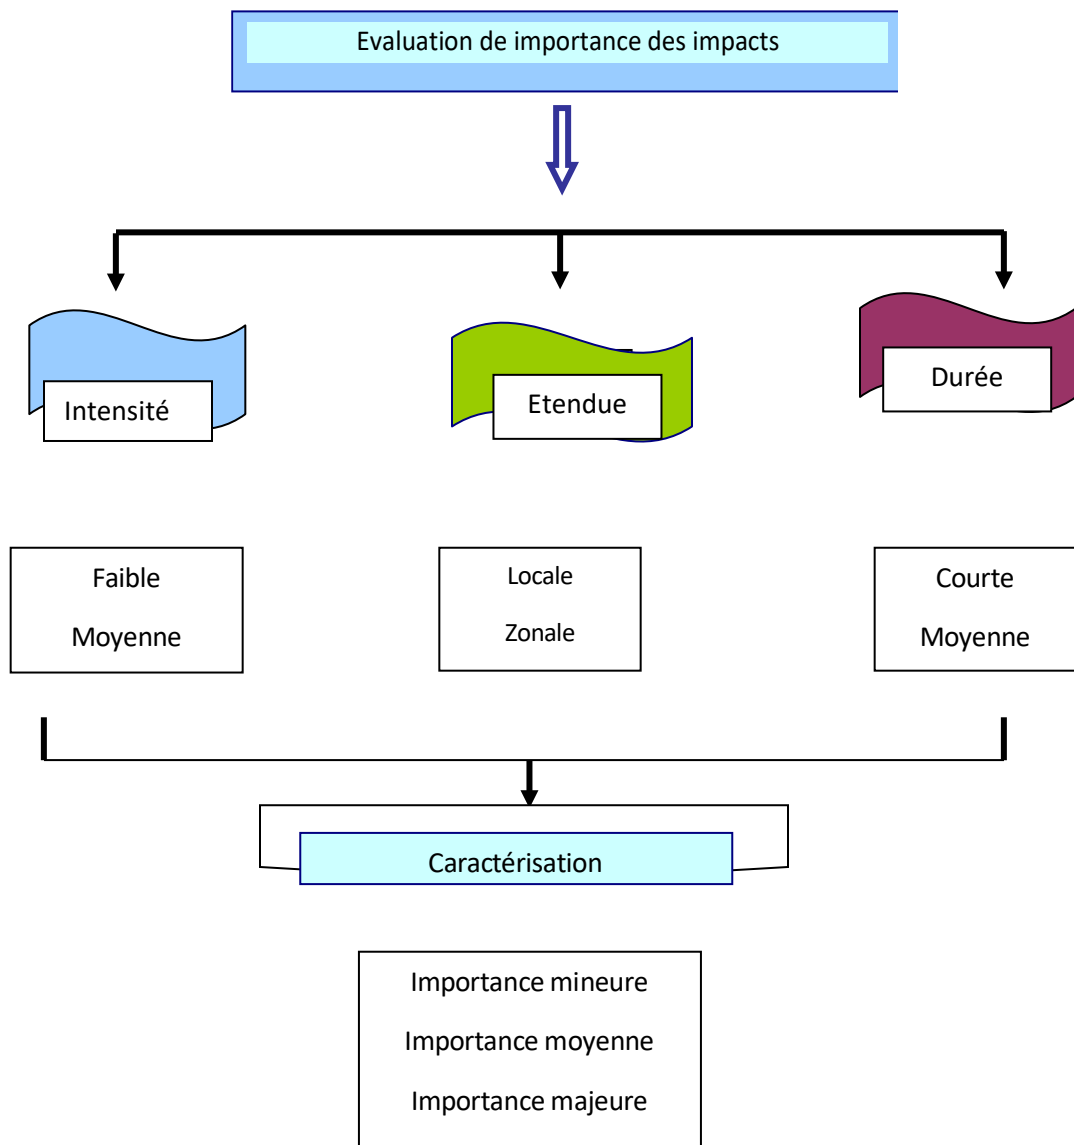 Evaluation de importance des impacts
Intensité
Etendue
Durée
Faible
Moyenne
Locale
Zonale
Courte
Moyenne
Caractérisation
Importance mineure
Importance moyenne
Importance majeure